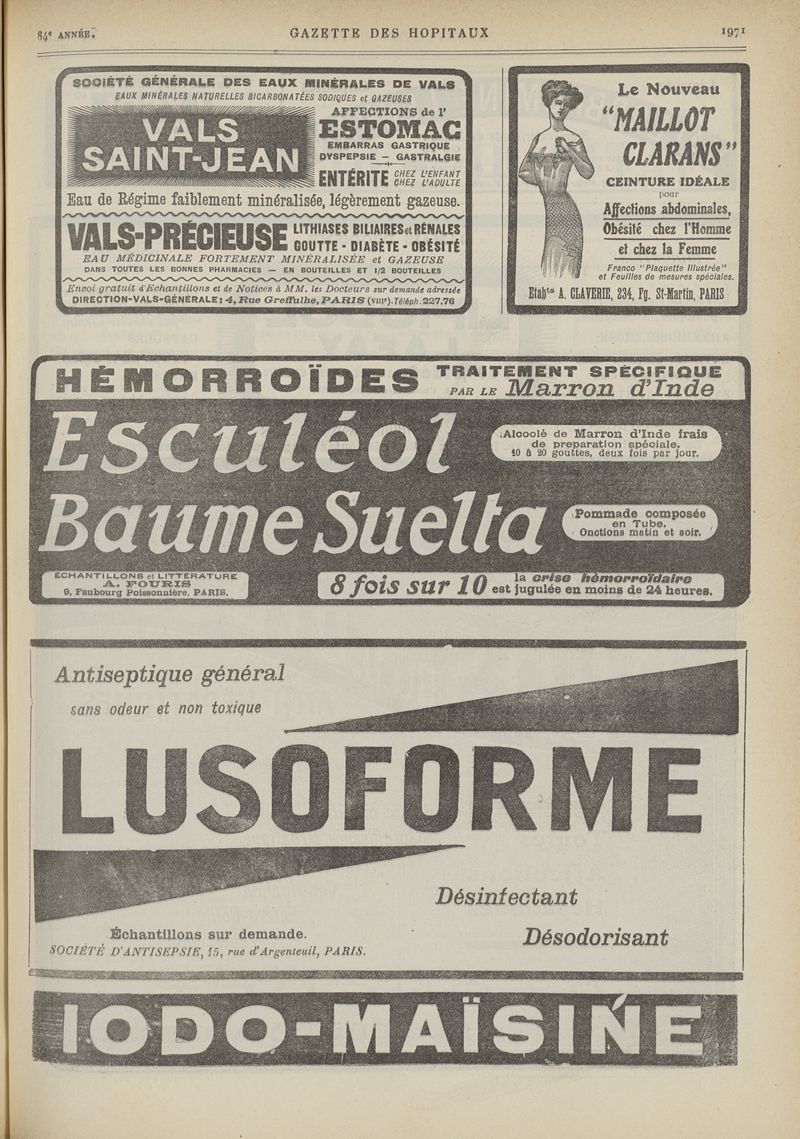 84e ANNÉE.
GAZETTE DES HOPITAUX
1971
SOCIÉTÉ GÉNÉRALE DES EAUX MINÉRALES DE VALS
EAUX MINÉRALES NATURELLES BICARBONATÉES SODIQUES et GAZEUSES
VALS
SAINT-JEAN
AFFECTIONS de l'
ESTOMAC
EMBARRAS GASTRIQUE
DYSPEPSIE — GASTRALGIE
ENTÉRITE CHEZ L'ENFANT
CHEZ L'ADULTE
Eau de Régime faiblement minéralisée, légèrement gazeuse.
VALS-PRÉCIEUSE
LITHIASES BILIAIRES et RÉNALES
GOUTTE - DIABÈTE - OBÉSITÉ
EAU MÉDICINALE FORTEMENT MINÉRALISÉE et GAZEUSE
DANS TOUTES LES BONNES PHARMACIES — EN BOUTEILLES ET 1/2 BOUTEILLES
Envoi gratuit d'Echantillons et de Notices à MM. les Docteurs sur demande adressée
DIRECTION-VALS-GÉNÉRALE: 4, Rue Greffulhe, PARIS (VIIIe). Téléph. 227.76
Le Nouveau
"MAILLOT
CLARANS"
CEINTURE IDÉALE
pour
Affections abdominales,
Obésité chez l'Homme
et chez la Femme
Franco "Plaquette Illustrée"
et Feuilles de mesures spéciales.
Etabts A. CLAVERIE, 234, Fg. St-Martin, PARIS
HÉMORROÏDES
TRAITEMENT SPÉCIFIQUE
PAR LE Marron d'Inde
Esculéol
Alcoolé de Marron d'Inde frais
de preparation spéciale.
10 à 20 gouttes, deux fois par jour.
Baume Suelta
Pommade composée
en Tube.
Onctions matin et soir.
ÉCHANTILLONS et LITTÉRATURE
A. FOURIS
9, Faubourg Poissonnière, PARIS.
8 fois sur 10 la crise hémorroïdaire
est jugulée en moins de 24 heures.
Antiseptique général
sans odeur et non toxique
LUSOFORME
Désinfectant
Désodorisant
Échantillons sur demande.
SOCIÉTÉ D'ANTISEPSIE, 15, rue d'Argenteuil, PARIS.
IODO-MAÏSINE